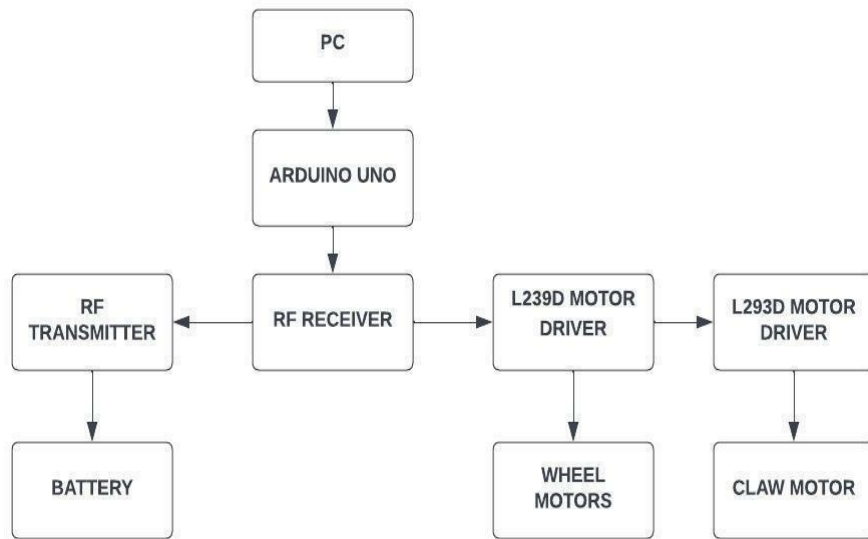 PC
ARDUINO UNO
RF
TRANSMITTER
RF RECEIVER
L239D MOTOR
DRIVER
L293D MOTOR
DRIVER
BATTERY
WHEEL
MOTORS
CLAW MOTOR